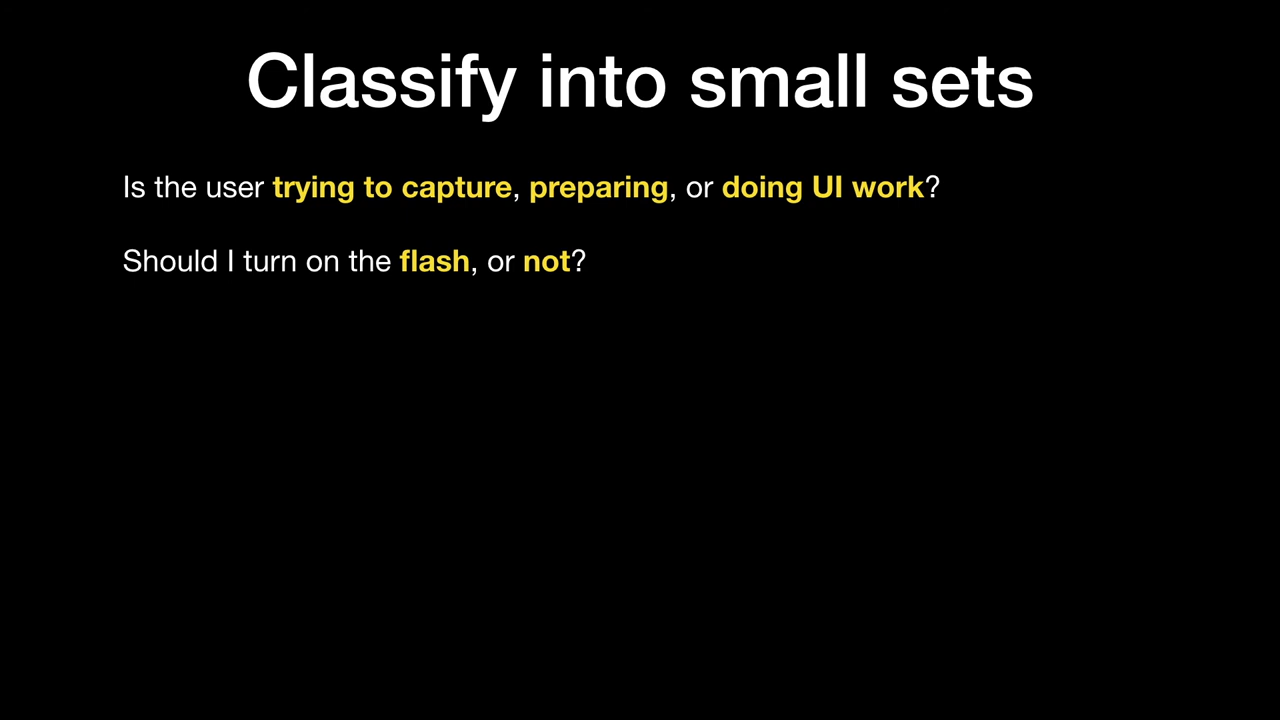 Classify into small sets
Is the user trying to capture, preparing, or doing UI work?
Should I turn on the flash, or not?